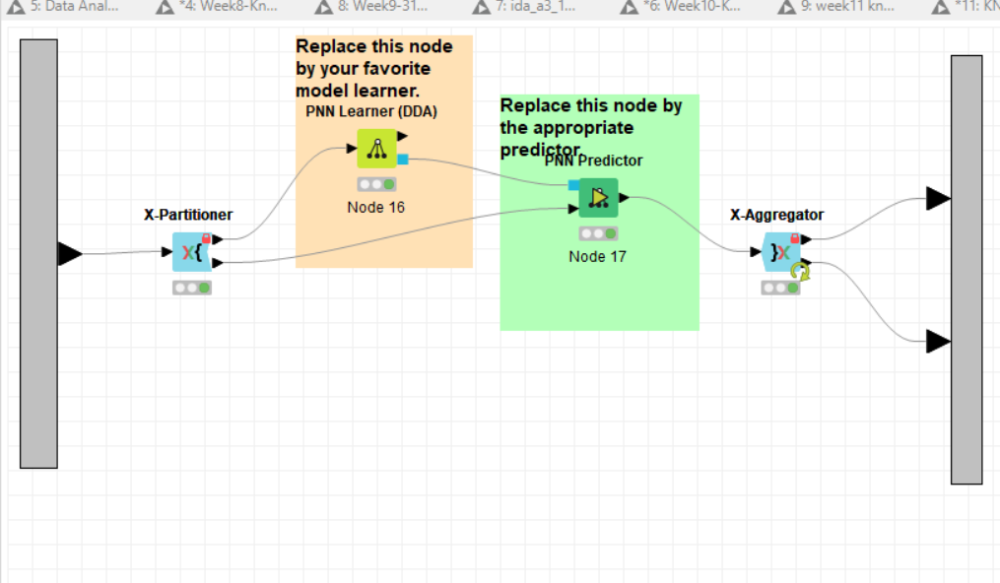 5: Data Anal...
*4: Week8-Kn...
8: Week9-31...
7: ida_a3_1...
*6: Week10-K...
9: week11 kn...
*11: KN
Replace this node
by your favorite
model learner.
PNN Learner (DDA)
Node 16
Replace this node by
the appropriate
predictor.
PNN Predictor
Node 17
X-Partitioner
X{
X-Aggregator
}X